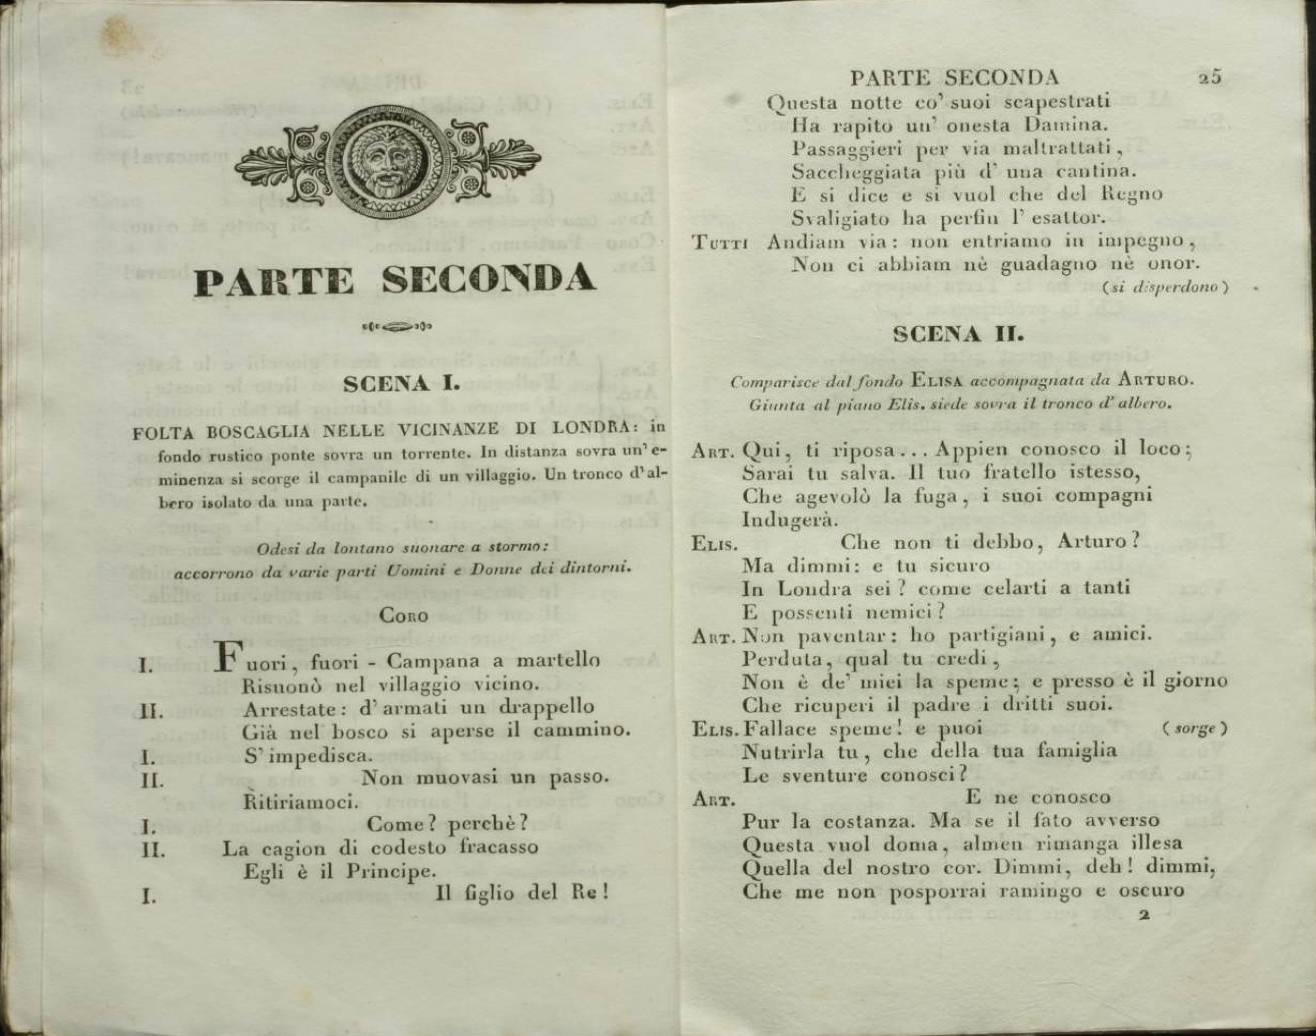 PARTE SECONDA
SCENA I.
FOLTA BOSCAGLIA NELLE VICINANZE DI LONDRA: in
fondo rustico ponte sovra un torrente. In distanza sovra un' e-
minenza si scorge il campanile di un villaggio. Un tronco d' al-
bero isolato da una parte.
Odesi da lontano suonare a stormo:
accorrono da varie parti Uomini e Donne dei dintorni.
CORO
I. Fuori, fuori - Campana a martello
Risuonò nel villaggio vicino.
II. Arrestate: d' armati un drappello
Già nel bosco si aperse il cammino.
I. S' impedisca.
II. Non muovasi un passo.
Ritiriamoci.
I. Come? perchè?
II. La cagion di codesto fracasso
Egli è il Principe.
I. Il figlio del Re!
PARTE SECONDA 25
Questa notte co' suoi scapestrati
Ha rapito un' onesta Damina.
Passaggieri per via maltrattati,
Saccheggiata più d' una cantina.
E si dice e si vuol che del Regno
Svaligiato ha perfin l' esattor.
TUTTI Andiam via: non entriamo in impegno,
Non ci abbiam nè guadagno nè onor.
(si disperdono)
SCENA II.
Comparisce dal fondo ELISA accompagnata da ARTURO.
Giunta al piano Elis. siede sovra il tronco d' albero.
ART. Qui, ti riposa... Appien conosco il loco;
Sarai tu salva. Il tuo fratello istesso,
Che agevolò la fuga, i suoi compagni
Indugerà.
ELIS. Che non ti debbo, Arturo?
Ma dimmi: e tu sicuro
In Londra sei? come celarti a tanti
E possenti nemici?
ART. Non paventar: ho partigiani, e amici.
Perduta, qual tu credi,
Non è de' miei la speme; e presso è il giorno
Che ricuperi il padre i dritti suoi.
ELIS. Fallace speme! e puoi (sorge)
Nutrirla tu, che della tua famiglia
Le sventure conosci?
ART. E ne conosco
Pur la costanza. Ma se il fato avverso
Questa vuol doma, almen rimanga illesa
Quella del nostro cor. Dimmi, deh! dimmi,
Che me non posporrai ramingo e oscuro
2